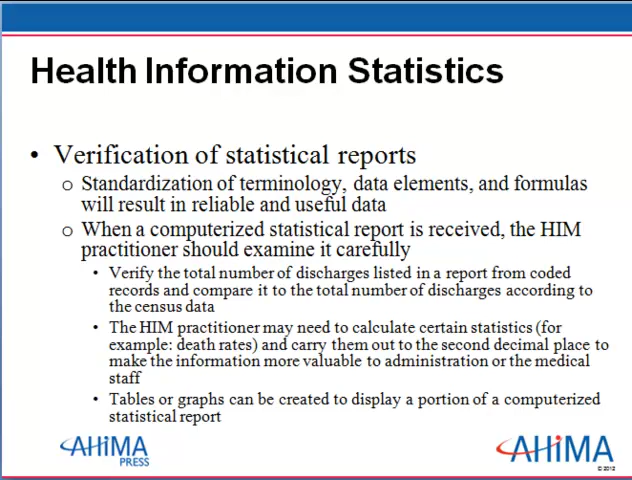 Health Information Statistics
• Verification of statistical reports
o Standardization of terminology, data elements, and formulas
will result in reliable and useful data
o When a computerized statistical report is received, the HIM
practitioner should examine it carefully
• Verify the total number of discharges listed in a report from coded
records and compare it to the total number of discharges according to
the census data
• The HIM practitioner may need to calculate certain statistics (for
example: death rates) and carry them out to the second decimal place to
make the information more valuable to administration or the medical
staff
• Tables or graphs can be created to display a portion of a computerized
statistical report
AHiMA
PRESS
AHiMA
© 2012